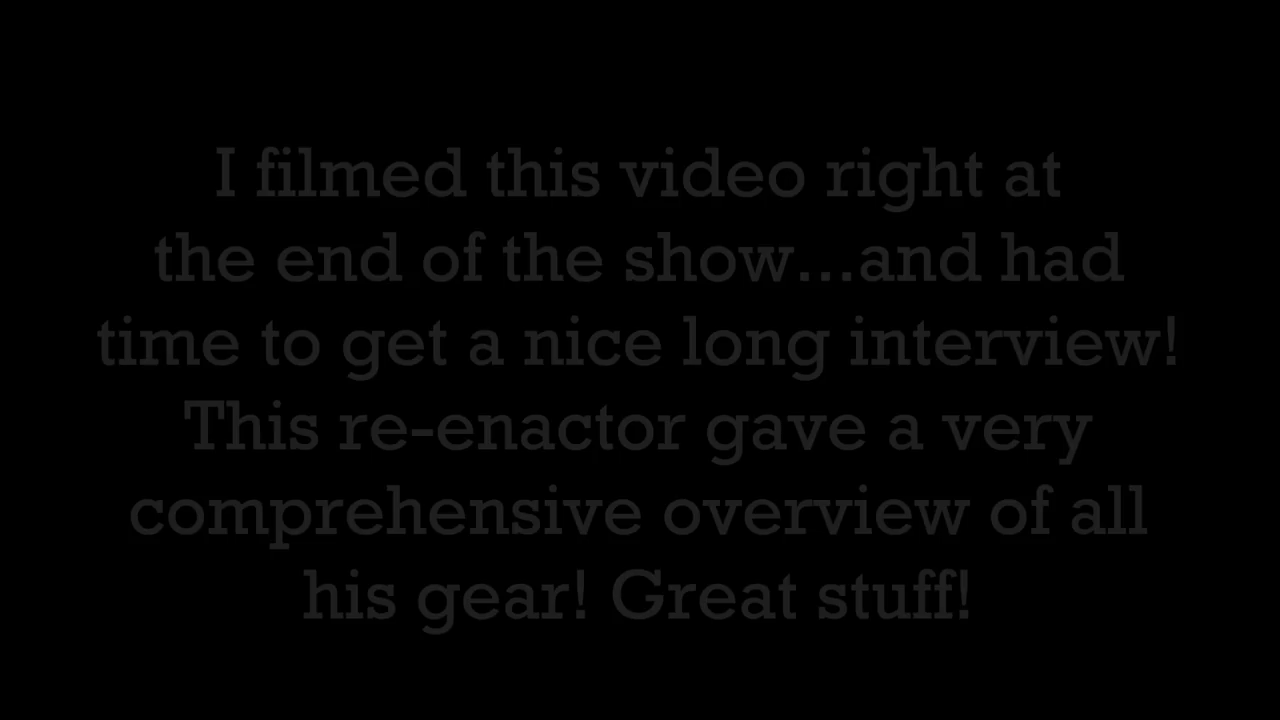 I filmed this video right at
the end of the show...and had
time to get a nice long interview!
This re-enactor gave a very
comprehensive overview of all
his gear! Great stuff!